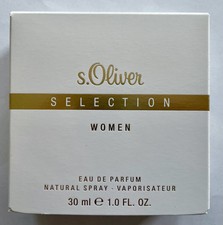 s.Oliver
SELECTION
WOMEN
EAU DE PARFUM
NATURAL SPRAY - VAPORISATEUR
30 ml e 1.0 FL. OZ.